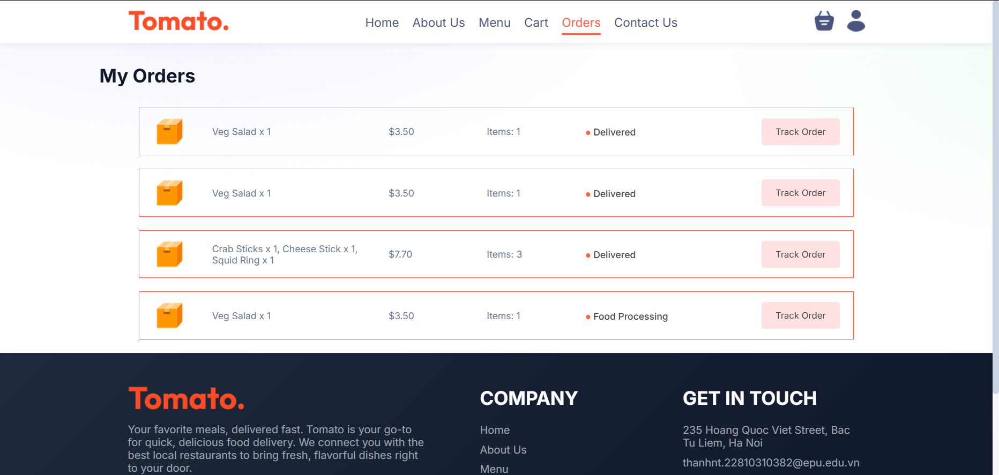 Tomato.
Home About Us Menu Cart Orders Contact Us
My Orders
Veg Salad x 1 $3.50 Items: 1 Delivered Track Order
Veg Salad x 1 $3.50 Items: 1 Delivered Track Order
Crab Sticks x 1, Cheese Stick x 1,
Squid Ring x 1 $7.70 Items: 3 Delivered Track Order
Veg Salad x 1 $3.50 Items: 1 Food Processing Track Order
Tomato.
Your favorite meals, delivered fast. Tomato is your go-to
for quick, delicious food delivery. We connect you with the
best local restaurants to bring fresh, flavorful dishes right
to your door.
COMPANY
Home
About Us
Menu
GET IN TOUCH
235 Hoang Quoc Viet Street, Bac
Tu Liem, Ha Noi
thanhnt.22810310382@epu.edu.vn